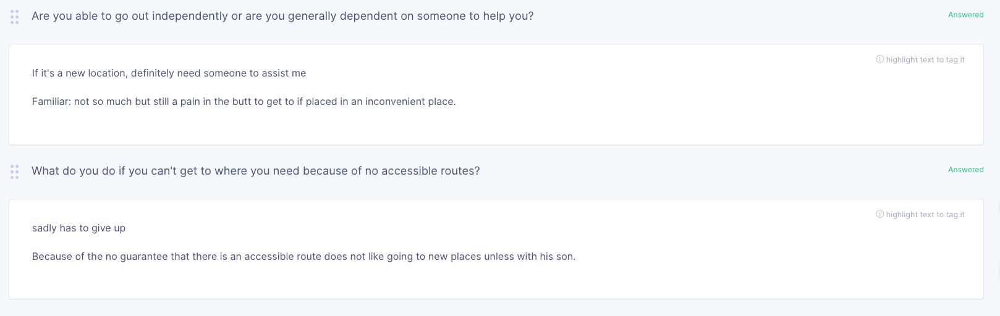 Are you able to go out independently or are you generally dependent on someone to help you?
Answered
highlight text to tag it
If it's a new location, definitely need someone to assist me
Familiar: not so much but still a pain in the butt to get to if placed in an inconvenient place.
What do you do if you can't get to where you need because of no accessible routes?
Answered
highlight text to tag it
sadly has to give up
Because of the no guarantee that there is an accessible route does not like going to new places unless with his son.